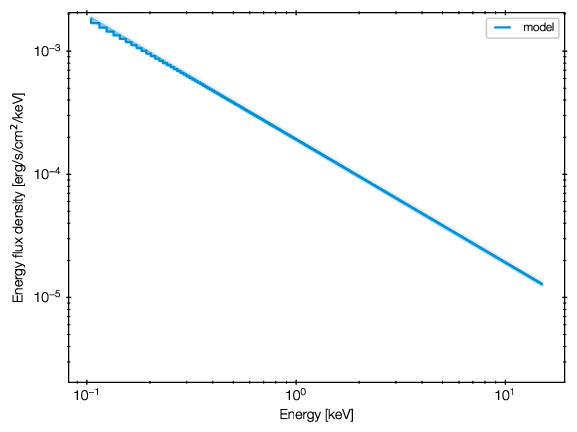 model
Energy flux density [erg/s/cm²/keV]
10⁻³
10⁻⁴
10⁻⁵
10⁻¹
10⁰
10¹
Energy [keV]